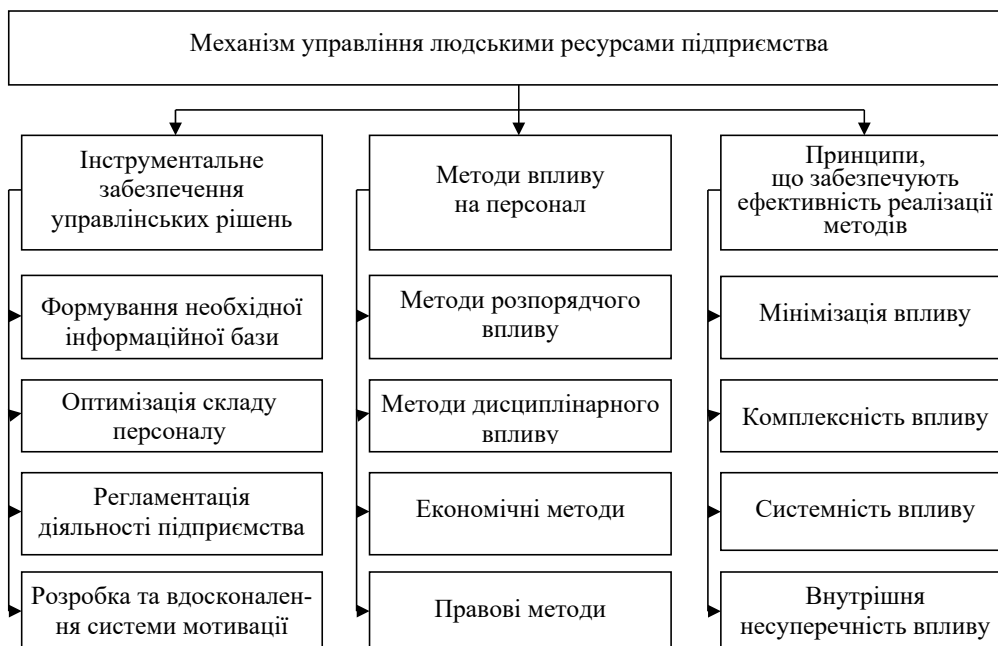 Механізм управління людськими ресурсами підприємства
Інструментальне
забезпечення
управлінських рішень
Методи впливу
на персонал
Принципи,
що забезпечують
ефективність реалізації
методів
Формування необхідної
інформаційної бази
Методи розпорядчого
впливу
Мінімізація впливу
Оптимізація складу
персоналу
Методи дисциплінарного
впливу
Комплексність впливу
Регламентація
діяльності підприємства
Економічні методи
Системність впливу
Розробка та вдосконален-
ня системи мотивації
Правові методи
Внутрішня
несуперечність впливу